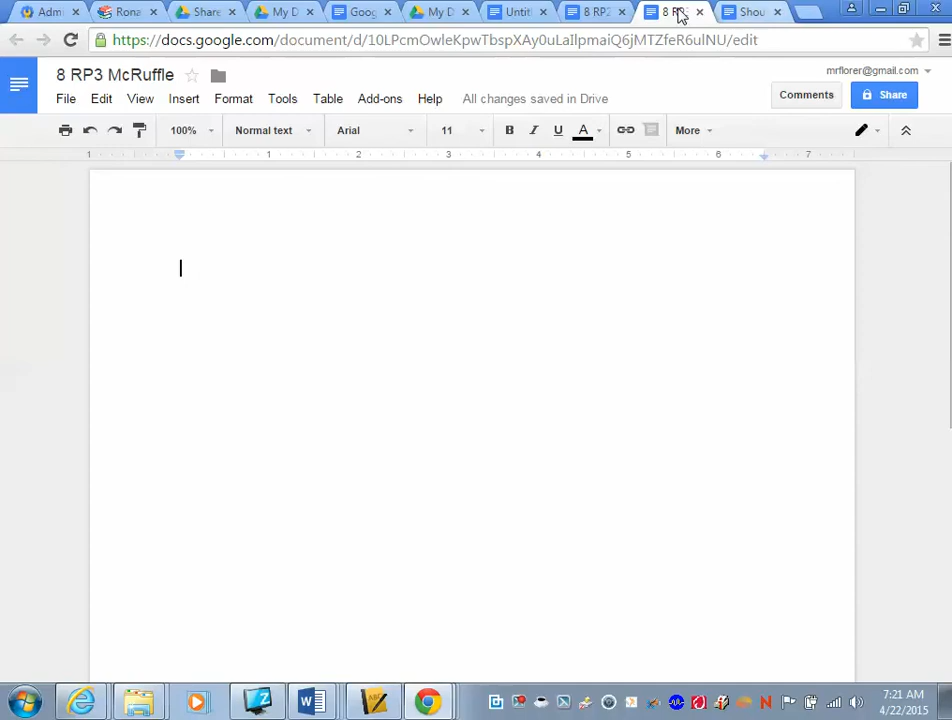 Admi
Rona
Share
My D
Goog
My D
Untitl
8 RP2
8 RP
Shou
https://docs.google.com/document/d/10LPcmOwleKpwTbspXAy0uLaIlpmaiQ6jMTZfeR6ulNU/edit
8 RP3 McRuffle
mrflorer@gmail.com
File Edit View Insert Format Tools Table Add-ons Help All changes saved in Drive
Comments
Share
100% Normal text Arial 11 B I U A More
1 1 2 3 4 5 6 7
7:21 AM
4/22/2015